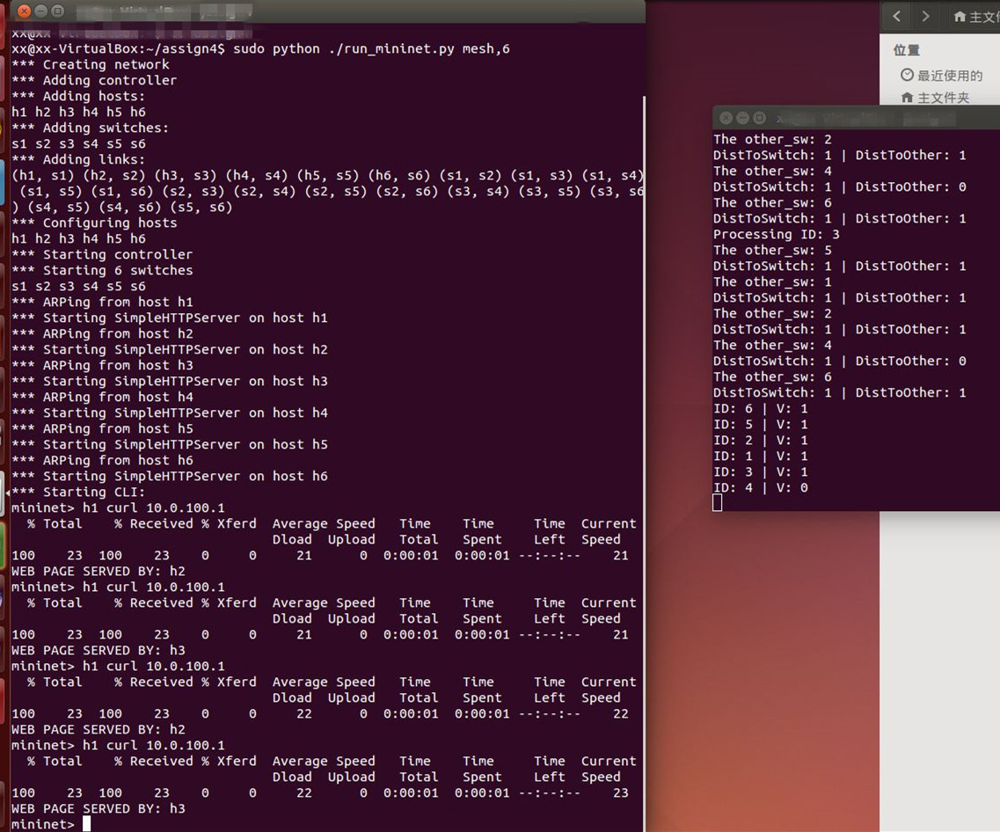 xx@xx-VirtualBox:~/assign4$ sudo python ./run_mininet.py mesh,6
*** Creating network
*** Adding controller
*** Adding hosts:
h1 h2 h3 h4 h5 h6
*** Adding switches:
s1 s2 s3 s4 s5 s6
*** Adding links:
(h1, s1) (h2, s2) (h3, s3) (h4, s4) (h5, s5) (h6, s6) (s1, s2) (s1, s3) (s1, s4)
(s1, s5) (s1, s6) (s2, s3) (s2, s4) (s2, s5) (s2, s6) (s3, s4) (s3, s5) (s3, s6
) (s4, s5) (s4, s6) (s5, s6)
*** Configuring hosts
h1 h2 h3 h4 h5 h6
*** Starting controller
*** Starting 6 switches
s1 s2 s3 s4 s5 s6
*** ARPing from host h1
*** Starting SimpleHTTPServer on host h1
*** ARPing from host h2
*** Starting SimpleHTTPServer on host h2
*** ARPing from host h3
*** Starting SimpleHTTPServer on host h3
*** ARPing from host h4
*** Starting SimpleHTTPServer on host h4
*** ARPing from host h5
*** Starting SimpleHTTPServer on host h5
*** ARPing from host h6
*** Starting SimpleHTTPServer on host h6
*** Starting CLI:
mininet> h1 curl 10.0.100.1
% Total % Received % Xferd Average Speed Time Time Time Current
Dload Upload Total Spent Left Speed
100 23 100 23 0 0 21 0 0:00:01 0:00:01 --:--:-- 21
WEB PAGE SERVED BY: h2
mininet> h1 curl 10.0.100.1
% Total % Received % Xferd Average Speed Time Time Time Current
Dload Upload Total Spent Left Speed
100 23 100 23 0 0 21 0 0:00:01 0:00:01 --:--:-- 21
WEB PAGE SERVED BY: h3
mininet> h1 curl 10.0.100.1
% Total % Received % Xferd Average Speed Time Time Time Current
Dload Upload Total Spent Left Speed
100 23 100 23 0 0 22 0 0:00:01 0:00:01 --:--:-- 22
WEB PAGE SERVED BY: h2
mininet> h1 curl 10.0.100.1
% Total % Received % Xferd Average Speed Time Time Time Current
Dload Upload Total Spent Left Speed
100 23 100 23 0 0 22 0 0:00:01 0:00:01 --:--:-- 23
WEB PAGE SERVED BY: h3
mininet>
主文
位置
最近使用的
主文件夹
The other_sw: 2
DistToSwitch: 1 | DistToOther: 1
The other_sw: 4
DistToSwitch: 1 | DistToOther: 0
The other_sw: 6
DistToSwitch: 1 | DistToOther: 1
Processing ID: 3
The other_sw: 5
DistToSwitch: 1 | DistToOther: 1
The other_sw: 1
DistToSwitch: 1 | DistToOther: 1
The other_sw: 2
DistToSwitch: 1 | DistToOther: 1
The other_sw: 4
DistToSwitch: 1 | DistToOther: 0
The other_sw: 6
DistToSwitch: 1 | DistToOther: 1
ID: 6 | V: 1
ID: 5 | V: 1
ID: 2 | V: 1
ID: 1 | V: 1
ID: 3 | V: 1
ID: 4 | V: 0